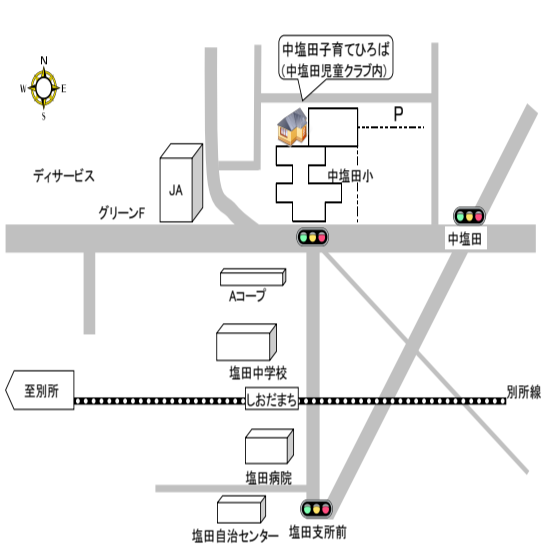 中塩田子育てひろば
(中塩田児童クラブ内)
N
W
E
S
P
ディサービス
JA
中塩田小
グリーンF
中塩田
Aコープ
塩田中学校
至別所
しおだまち
別所線
塩田病院
塩田自治センター
塩田支所前